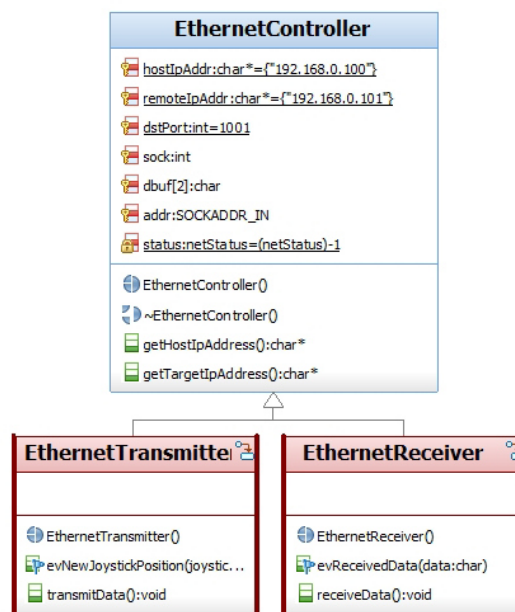 EthernetController
hostIpAddr:char*={"192.168.0.100"}
remoteIpAddr:char*={"192.168.0.101"}
dstPort:int=1001
sock:int
dbuf[2]:char
addr:SOCKADDR_IN
status:netStatus=(netStatus)-1
EthernetController()
~EthernetController()
getHostIpAddress():char*
getTargetIpAddress():char*
EthernetTransmitter
EthernetTransmitter()
evNewJoystickPosition(joystic...
transmitData():void
EthernetReceiver
EthernetReceiver()
evReceivedData(data:char)
receiveData():void